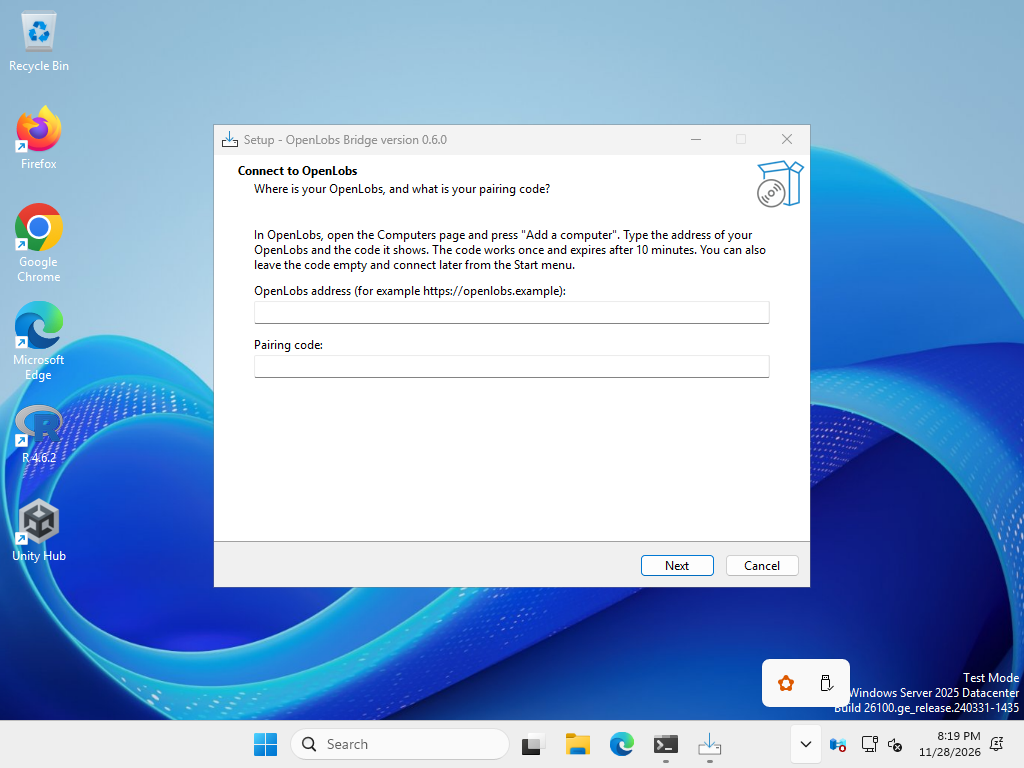 Recycle Bin
Firefox
Google
Chrome
Microsoft
Edge
R 4.6.2
Unity Hub
Setup - OpenLobs Bridge version 0.6.0
Connect to OpenLobs
Where is your OpenLobs, and what is your pairing code?
In OpenLobs, open the Computers page and press "Add a computer". Type the address of your
OpenLobs and the code it shows. The code works once and expires after 10 minutes. You can also
leave the code empty and connect later from the Start menu.
OpenLobs address (for example https://openlobs.example):
Pairing code:
Next
Cancel
Test Mode
Windows Server 2025 Datacenter
Build 26100.ge_release.240331-1435
Search
8:19 PM
11/28/2026